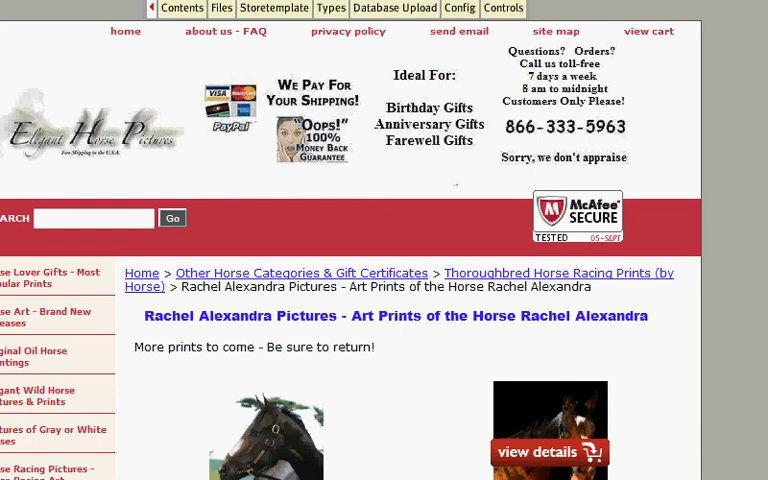 Contents Files Storetemplate Types Database Upload Config Controls
home about us - FAQ privacy policy send email site map view cart
Elegant Horse Pictures
Free Shipping in the U.S.A.
VISA MasterCard
PayPal
WE PAY FOR
YOUR SHIPPING!
"OOPS!"
100%
MONEY BACK
GUARANTEE
Ideal For:
Birthday Gifts
Anniversary Gifts
Farewell Gifts
Questions? Orders?
Call us toll-free
7 days a week
8 am to midnight
Customers Only Please!
866-333-5963
Sorry, we don't appraise
ARCH Go
McAfee
SECURE
TESTED 05-SEPT
se Lover Gifts - Most
pular Prints
se Art - Brand New
eases
ginal Oil Horse
ntings
gant Wild Horse
tures & Prints
tures of Gray or White
ses
se Racing Pictures -
Home > Other Horse Categories & Gift Certificates > Thoroughbred Horse Racing Prints (by
Horse) > Rachel Alexandra Pictures - Art Prints of the Horse Rachel Alexandra
Rachel Alexandra Pictures - Art Prints of the Horse Rachel Alexandra
More prints to come - Be sure to return!
view details